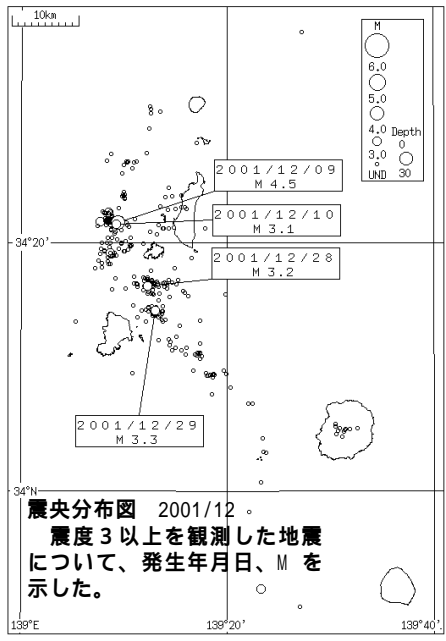 10km
M
6.0
5.0
4.0
3.0
UND
Depth
0
30
2001/12/09
M 4.5
2001/12/10
M 3.1
34°20'
2001/12/28
M 3.2
2001/12/29
M 3.3
34°N
震央分布図 2001/12
震度3以上を観測した地震
について、発生年月日、M を
示した。
139°E
139°20'
139°40'